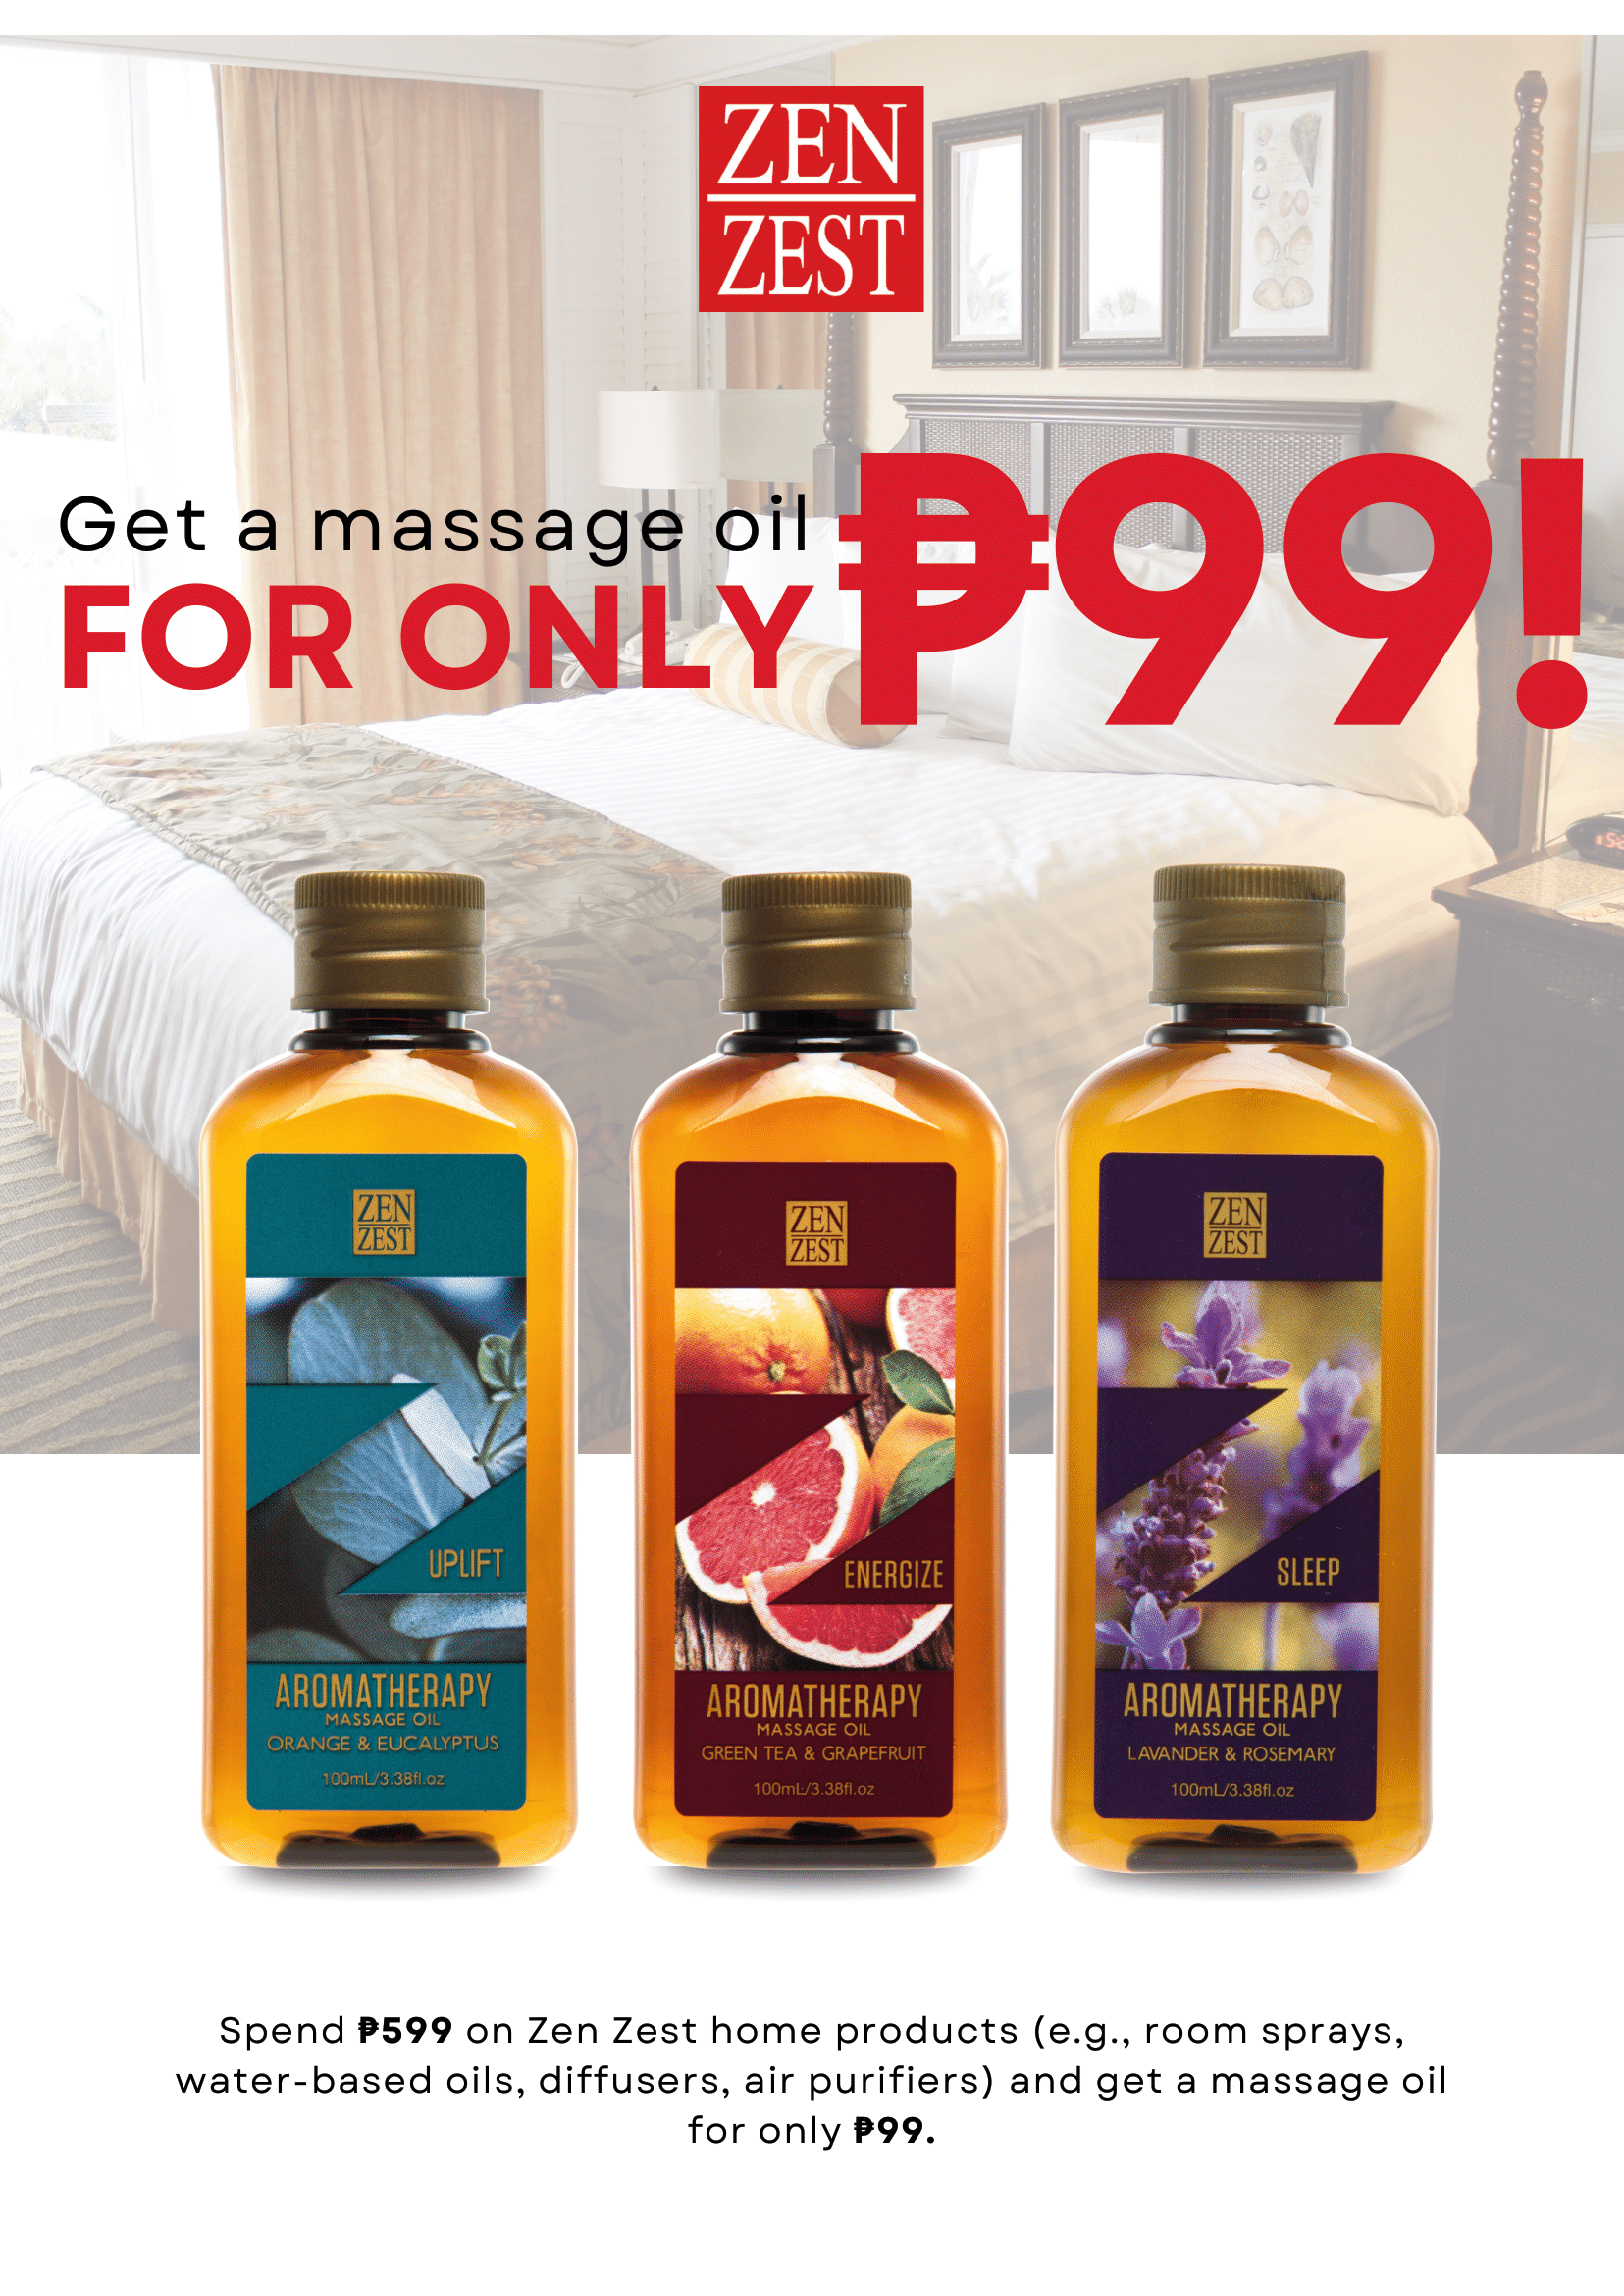 ZEN
ZEST
Get a massage oil
FOR ONLY
₱99!
ZEN
ZEST
UPLIFT
AROMATHERAPY
MASSAGE OIL
ORANGE & EUCALYPTUS
100mL/3.38fl.oz
ZEN
ZEST
ENERGIZE
AROMATHERAPY
MASSAGE OIL
GREEN TEA & GRAPEFRUIT
100mL/3.38fl.oz
ZEN
ZEST
SLEEP
AROMATHERAPY
MASSAGE OIL
LAVANDER & ROSEMARY
100mL/3.38fl.oz
Spend ₱599 on Zen Zest home products (e.g., room sprays,
water-based oils, diffusers, air purifiers) and get a massage oil
for only ₱99.